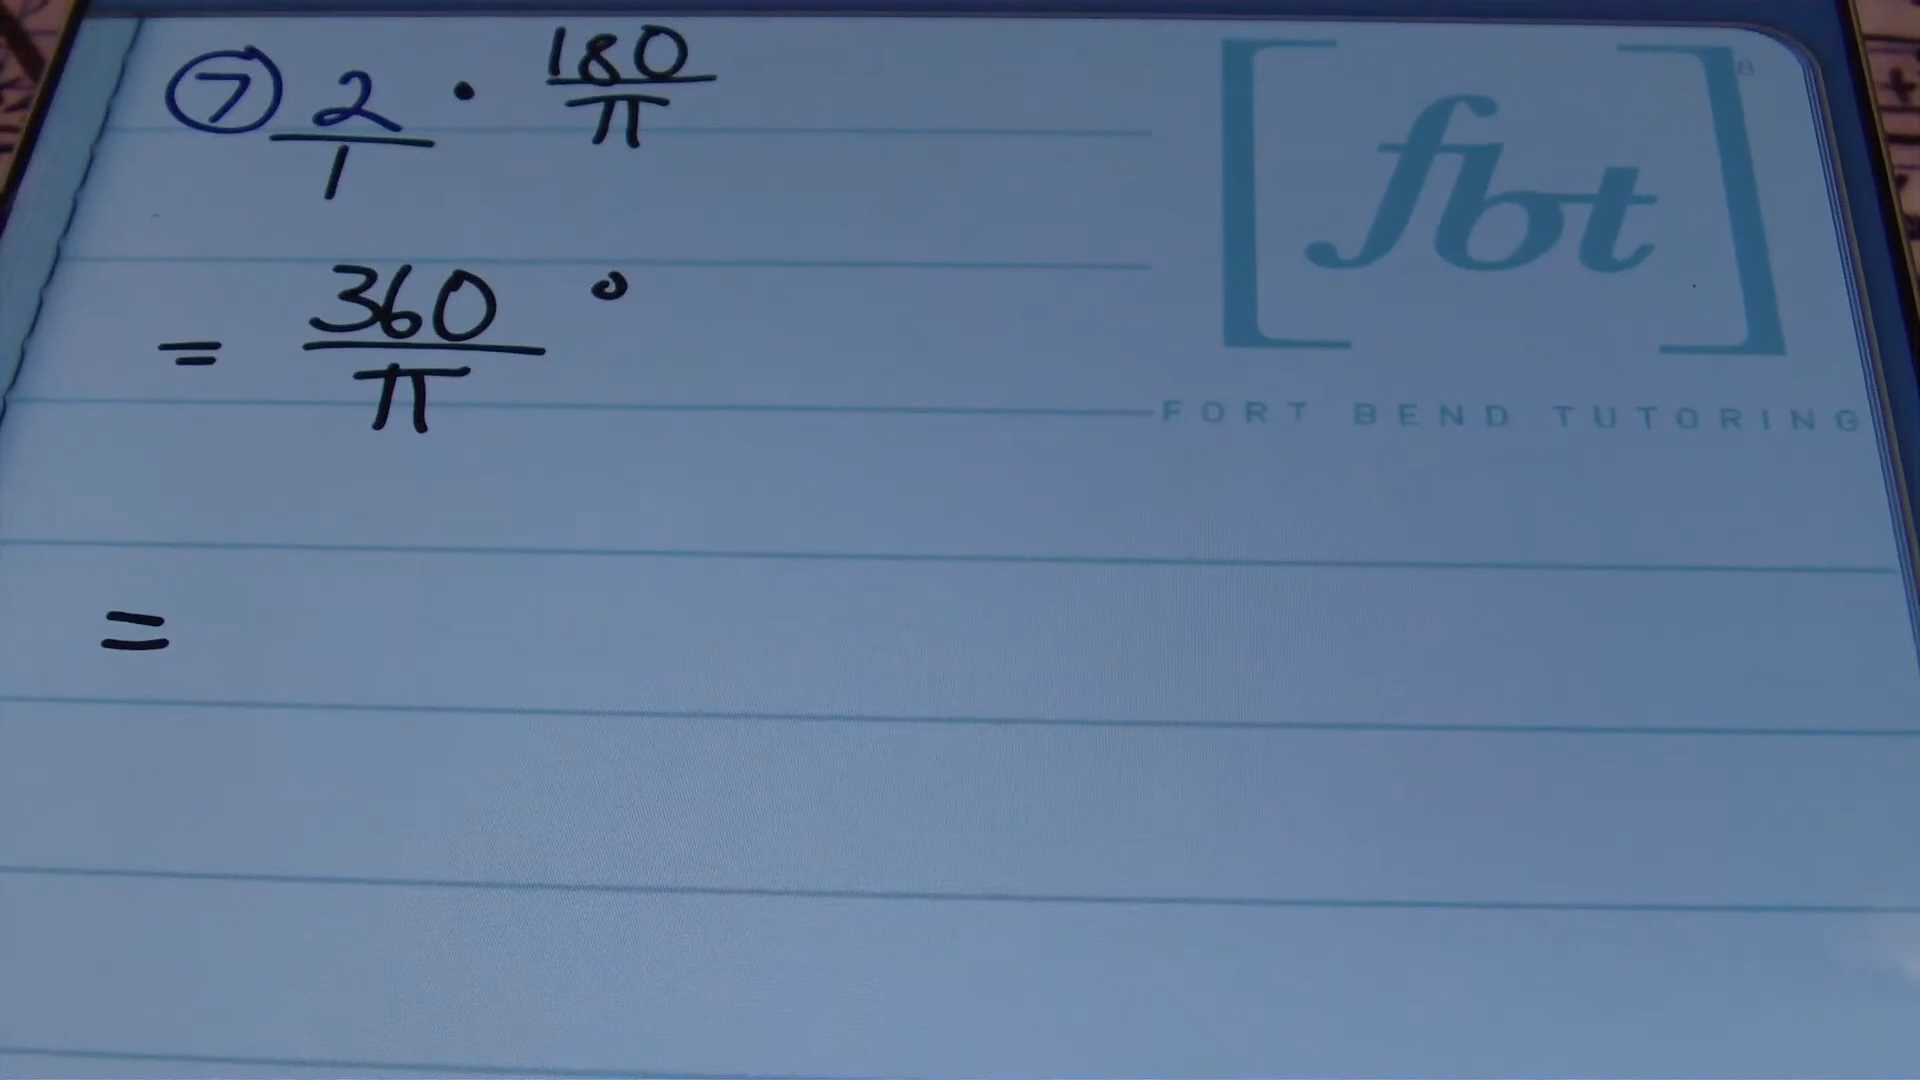 ⑦ 2/1 · 180/π
= 360/π °
=
fbt
®
FORT BEND TUTORING